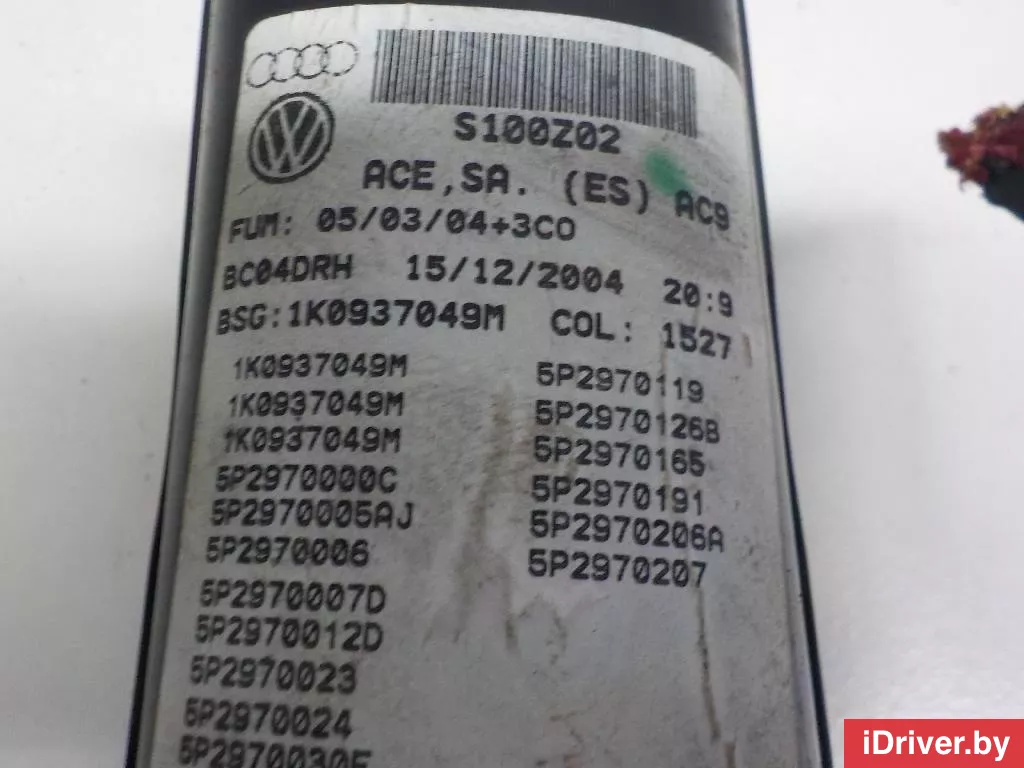 S100Z02
ACE,SA. (ES) AC9
FUM: 05/03/04+3CO
BC04DRH 15/12/2004 20:9
BSG:1K0937049M COL: 1527
1K0937049M 5P2970119
1K0937049M 5P2970126B
1K0937049M 5P2970165
5P2970000C 5P2970191
5P2970005AJ 5P2970206A
5P2970006 5P2970207
5P2970007D
5P2970012D
5P2970023
5P2970024
iDriver.by